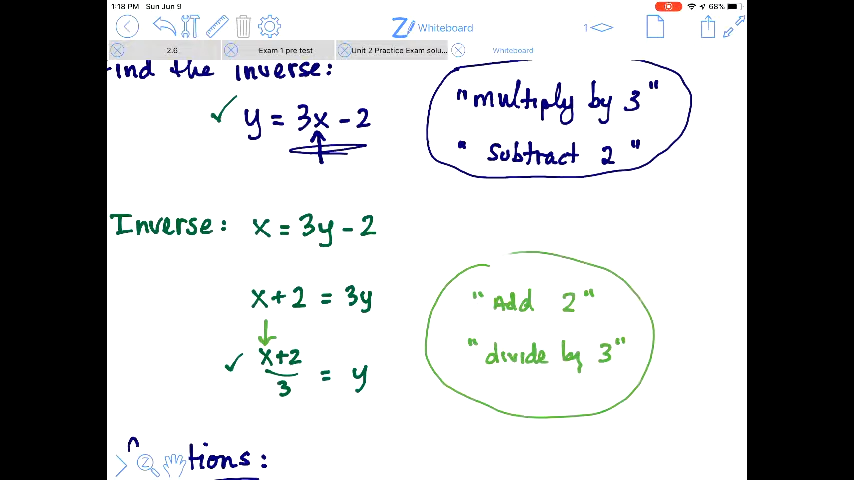 1:18 PM Sun Jun 9
68%
Whiteboard
1
2.6
Exam 1 pre test
Unit 2 Practice Exam solu...
Whiteboard
Find the inverse:
y = 3x - 2
"multiply by 3"
"subtract 2"
Inverse: x = 3y - 2
x + 2 = 3y
"Add 2"
"divide by 3"
x+2
3
= y
tions: